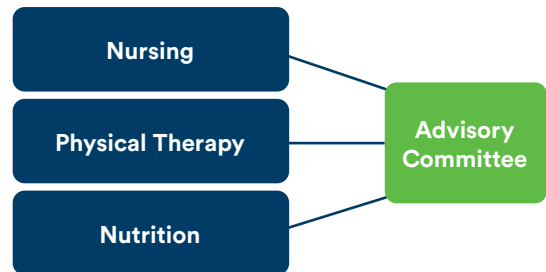 Nursing
Physical Therapy
Nutrition
Advisory
Committee